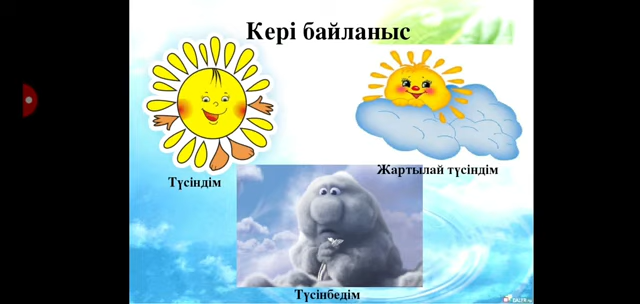 Кері байланыс
Түсіндім
Жартылай түсіндім
Түсінбедім